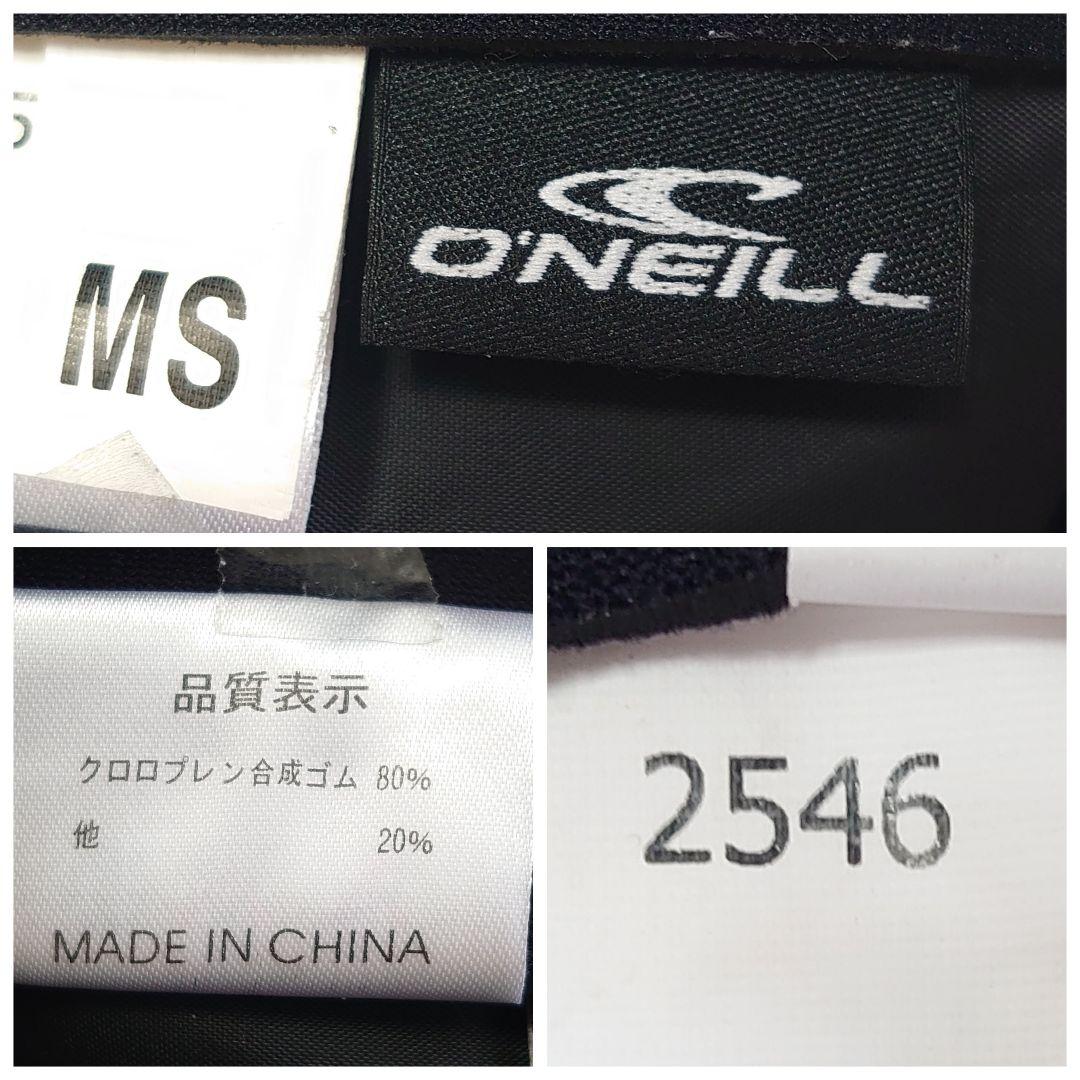 MS
O'NEILL
品質表示
クロロプレン合成ゴム 80%
他 20%
MADE IN CHINA
2546